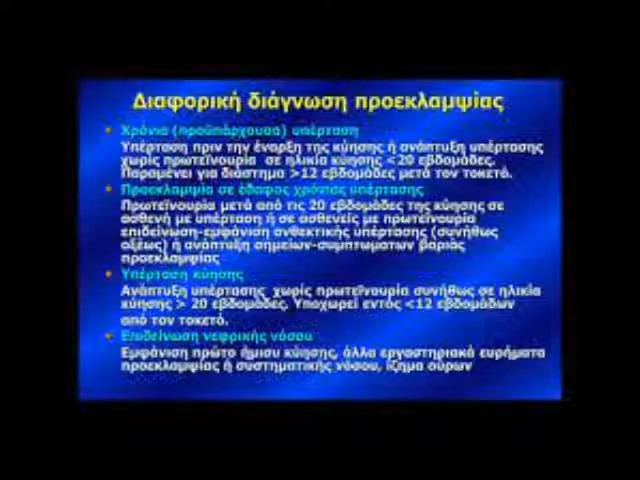 Διαφορική διάγνωση προεκλαμψίας
• Χρόνια (προϋπάρχουσα) υπέρταση
Υπέρταση πριν την έναρξη της κύησης ή ανάπτυξη υπέρτασης
χωρίς πρωτεϊνουρία σε ηλικία κύησης <20 εβδομάδες.
Παραμένει για διάστημα >12 εβδομάδες μετά τον τοκετό.
• Προεκλαμψία σε έδαφος χρόνιας υπέρτασης
Πρωτεϊνουρία μετά από τις 20 εβδομάδες της κύησης σε
ασθενή με υπέρταση ή σε ασθενείς με πρωτεϊνουρία
επιδείνωση-εμφάνιση ανθεκτικής υπέρτασης (συνήθως
οξέως) ή ανάπτυξη σημείων-συμπτωματων βαριάς
προεκλαμψίας
• Υπέρταση κύησης
Ανάπτυξη υπέρτασης χωρίς πρωτεϊνουρία συνήθως σε ηλικία
κύησης > 20 εβδομάδες. Υποχωρεί εντός <12 εβδομάδων
από τον τοκετό.
• Επιδείνωση νεφρικής νόσου
Εμφάνιση πρώτο ήμισυ κύησης, άλλα εργαστηριακά ευρήματα
προεκλαμψίας ή συστηματικής νόσου, ίζημα ούρων